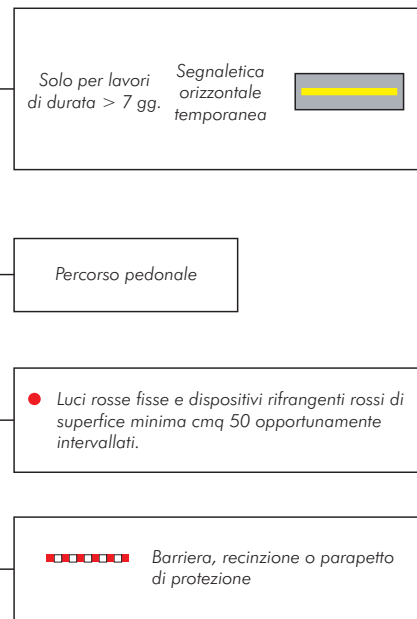 Solo per lavori
di durata > 7 gg.
Segnaletica
orizzontale
temporanea
Percorso pedonale
Luci rosse fisse e dispositivi rifrangenti rossi di
superfice minima cmq 50 opportunamente
intervallati.
Barriera, recinzione o parapetto
di protezione